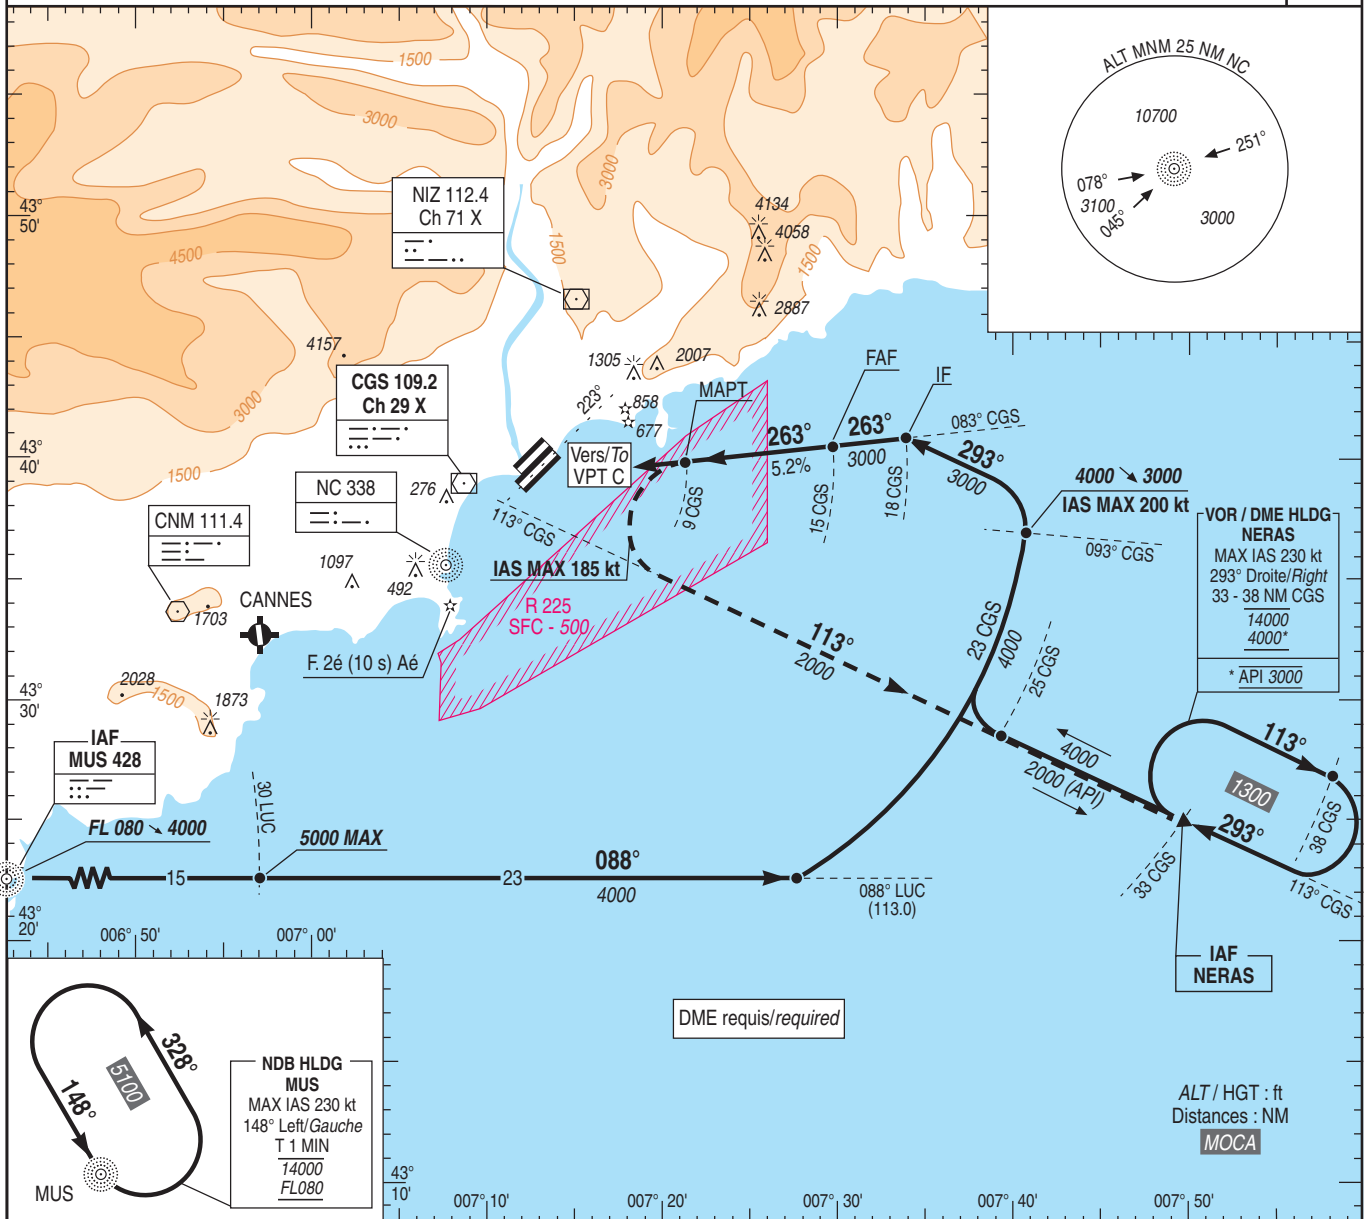 1500
3000
3000
1500
4500
3000
1500
1500
1500
43°
50'
43°
40'
43°
30'
43°
20'
43°
10'
006° 50'
007° 00'
007° 10'
007° 20'
007° 30'
007° 40'
007° 50'
ALT MNM 25 NM NC
10700
251°
078°
3100
045°
3000
NIZ 112.4
Ch 71 X
4134
4058
2887
4157
1305
2007
858
677
223°
CGS 109.2
Ch 29 X
NC 338
276
CNM 111.4
1097
492
1703
CANNES
2028
1873
F. 2é (10 s) Aé
Vers/To
VPT C
MAPT
FAF
IF
263°
5.2%
263°
3000
083° CGS
293°
3000
9 CGS
15 CGS
18 CGS
4000 ↘ 3000
IAS MAX 200 kt
093° CGS
113° CGS
IAS MAX 185 kt
R 225
SFC - 500
113°
2000
23 CGS
4000
25 CGS
4000
2000 (API)
VOR / DME HLDG
NERAS
MAX IAS 230 kt
293° Droite/Right
33 - 38 NM CGS
14000
4000*
* API 3000
113°
1300
293°
38 CGS
33 CGS
113° CGS
IAF
NERAS
IAF
MUS 428
FL 080 ↘ 4000
30 LUC
5000 MAX
15
23
088°
4000
088° LUC
(113.0)
328°
5100
148°
MUS
NDB HLDG
MUS
MAX IAS 230 kt
148° Left/Gauche
T 1 MIN
14000
FL080
DME requis/required
ALT / HGT : ft
Distances : NM
MOCA